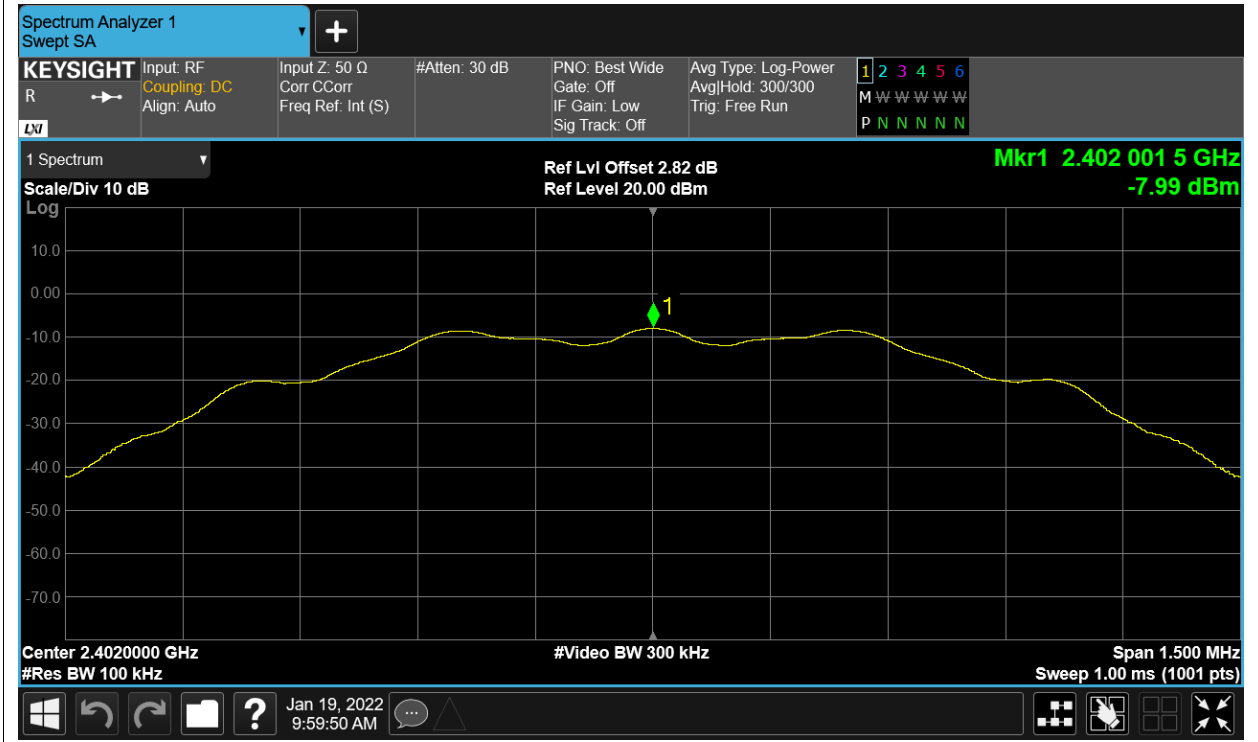 Spectrum Analyzer 1
Swept SA
+
KEYSIGHT
R
LXI
Input: RF
Coupling: DC
Align: Auto
Input Z: 50 Ω
Corr CCorr
Freq Ref: Int (S)
#Atten: 30 dB
PNO: Best Wide
Gate: Off
IF Gain: Low
Sig Track: Off
Avg Type: Log-Power
Avg|Hold: 300/300
Trig: Free Run
1 2 3 4 5 6
M W W W W W
P N N N N N
1 Spectrum
Scale/Div 10 dB
Log
Ref Lvl Offset 2.82 dB
Ref Level 20.00 dBm
Mkr1 2.402 001 5 GHz
-7.99 dBm
10.0
0.00
-10.0
-20.0
-30.0
-40.0
-50.0
-60.0
-70.0
1
Center 2.4020000 GHz
#Res BW 100 kHz
#Video BW 300 kHz
Span 1.500 MHz
Sweep 1.00 ms (1001 pts)
?
Jan 19, 2022
9:59:50 AM